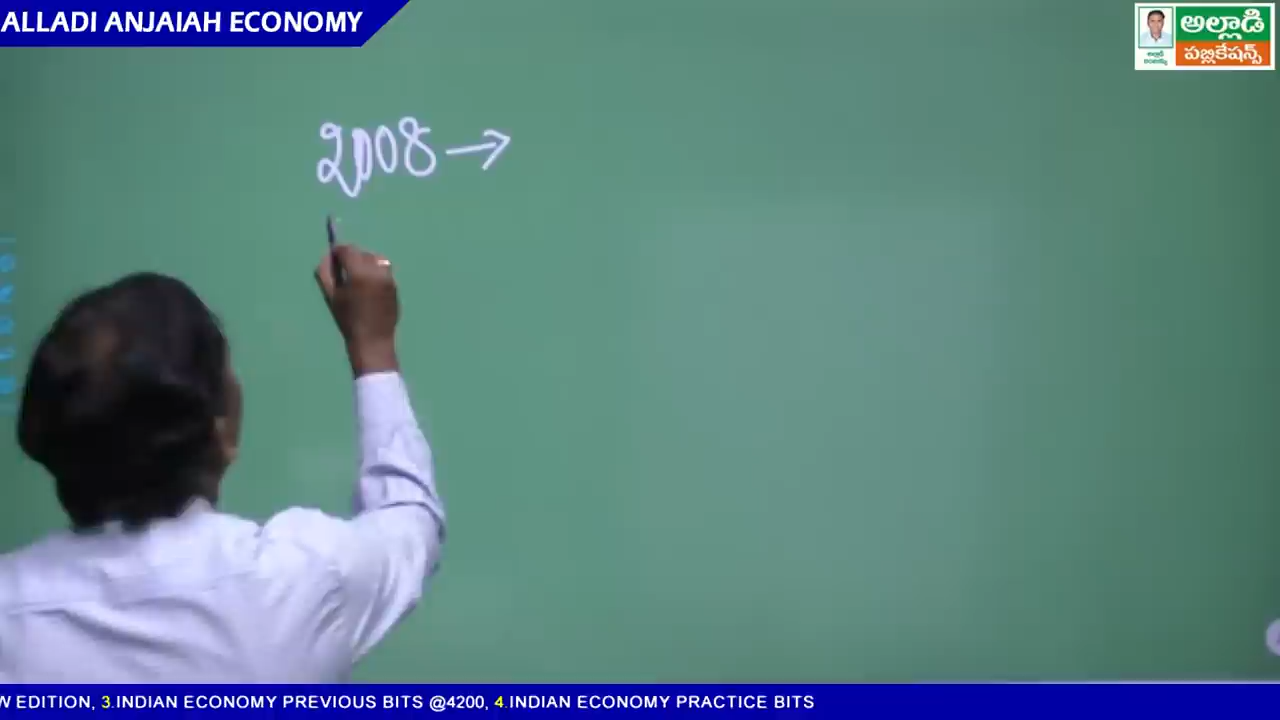 ALLADI ANJAIAH ECONOMY
అల్లాడి
పబ్లికేషన్స్
2008 →
W EDITION, 3.INDIAN ECONOMY PREVIOUS BITS @4200, 4.INDIAN ECONOMY PRACTICE BITS